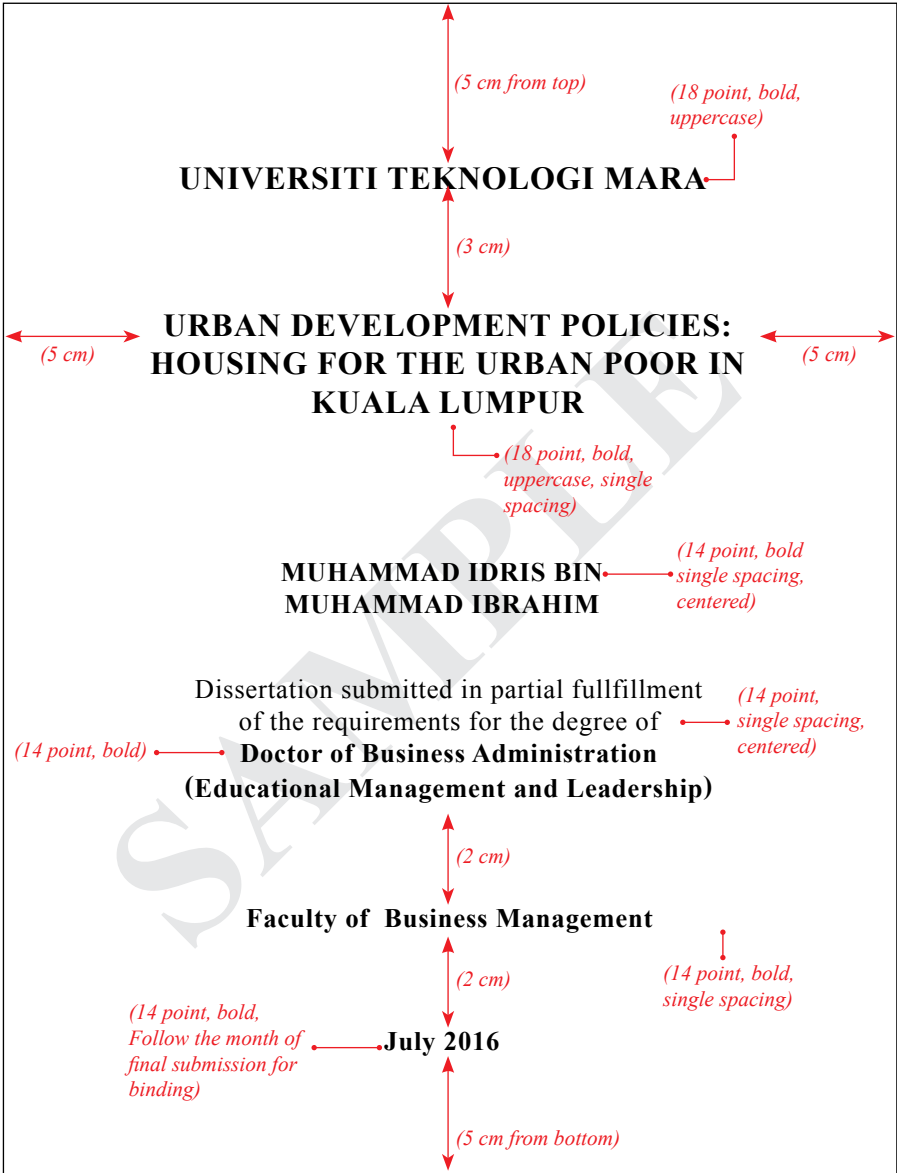 (5 cm from top)
(18 point, bold,
uppercase)
UNIVERSITI TEKNOLOGI MARA
(3 cm)
URBAN DEVELOPMENT POLICIES:
HOUSING FOR THE URBAN POOR IN
KUALA LUMPUR
(5 cm)
(5 cm)
(18 point, bold,
uppercase, single
spacing)
MUHAMMAD IDRIS BIN
MUHAMMAD IBRAHIM
(14 point, bold
single spacing,
centered)
Dissertation submitted in partial fullfillment
of the requirements for the degree of
Doctor of Business Administration
(Educational Management and Leadership)
(14 point,
single spacing,
centered)
(14 point, bold)
(2 cm)
Faculty of  Business Management
(2 cm)
(14 point, bold,
single spacing)
(14 point, bold,
Follow the month of
final submission for
binding)
July 2016
(5 cm from bottom)
SAMPLE